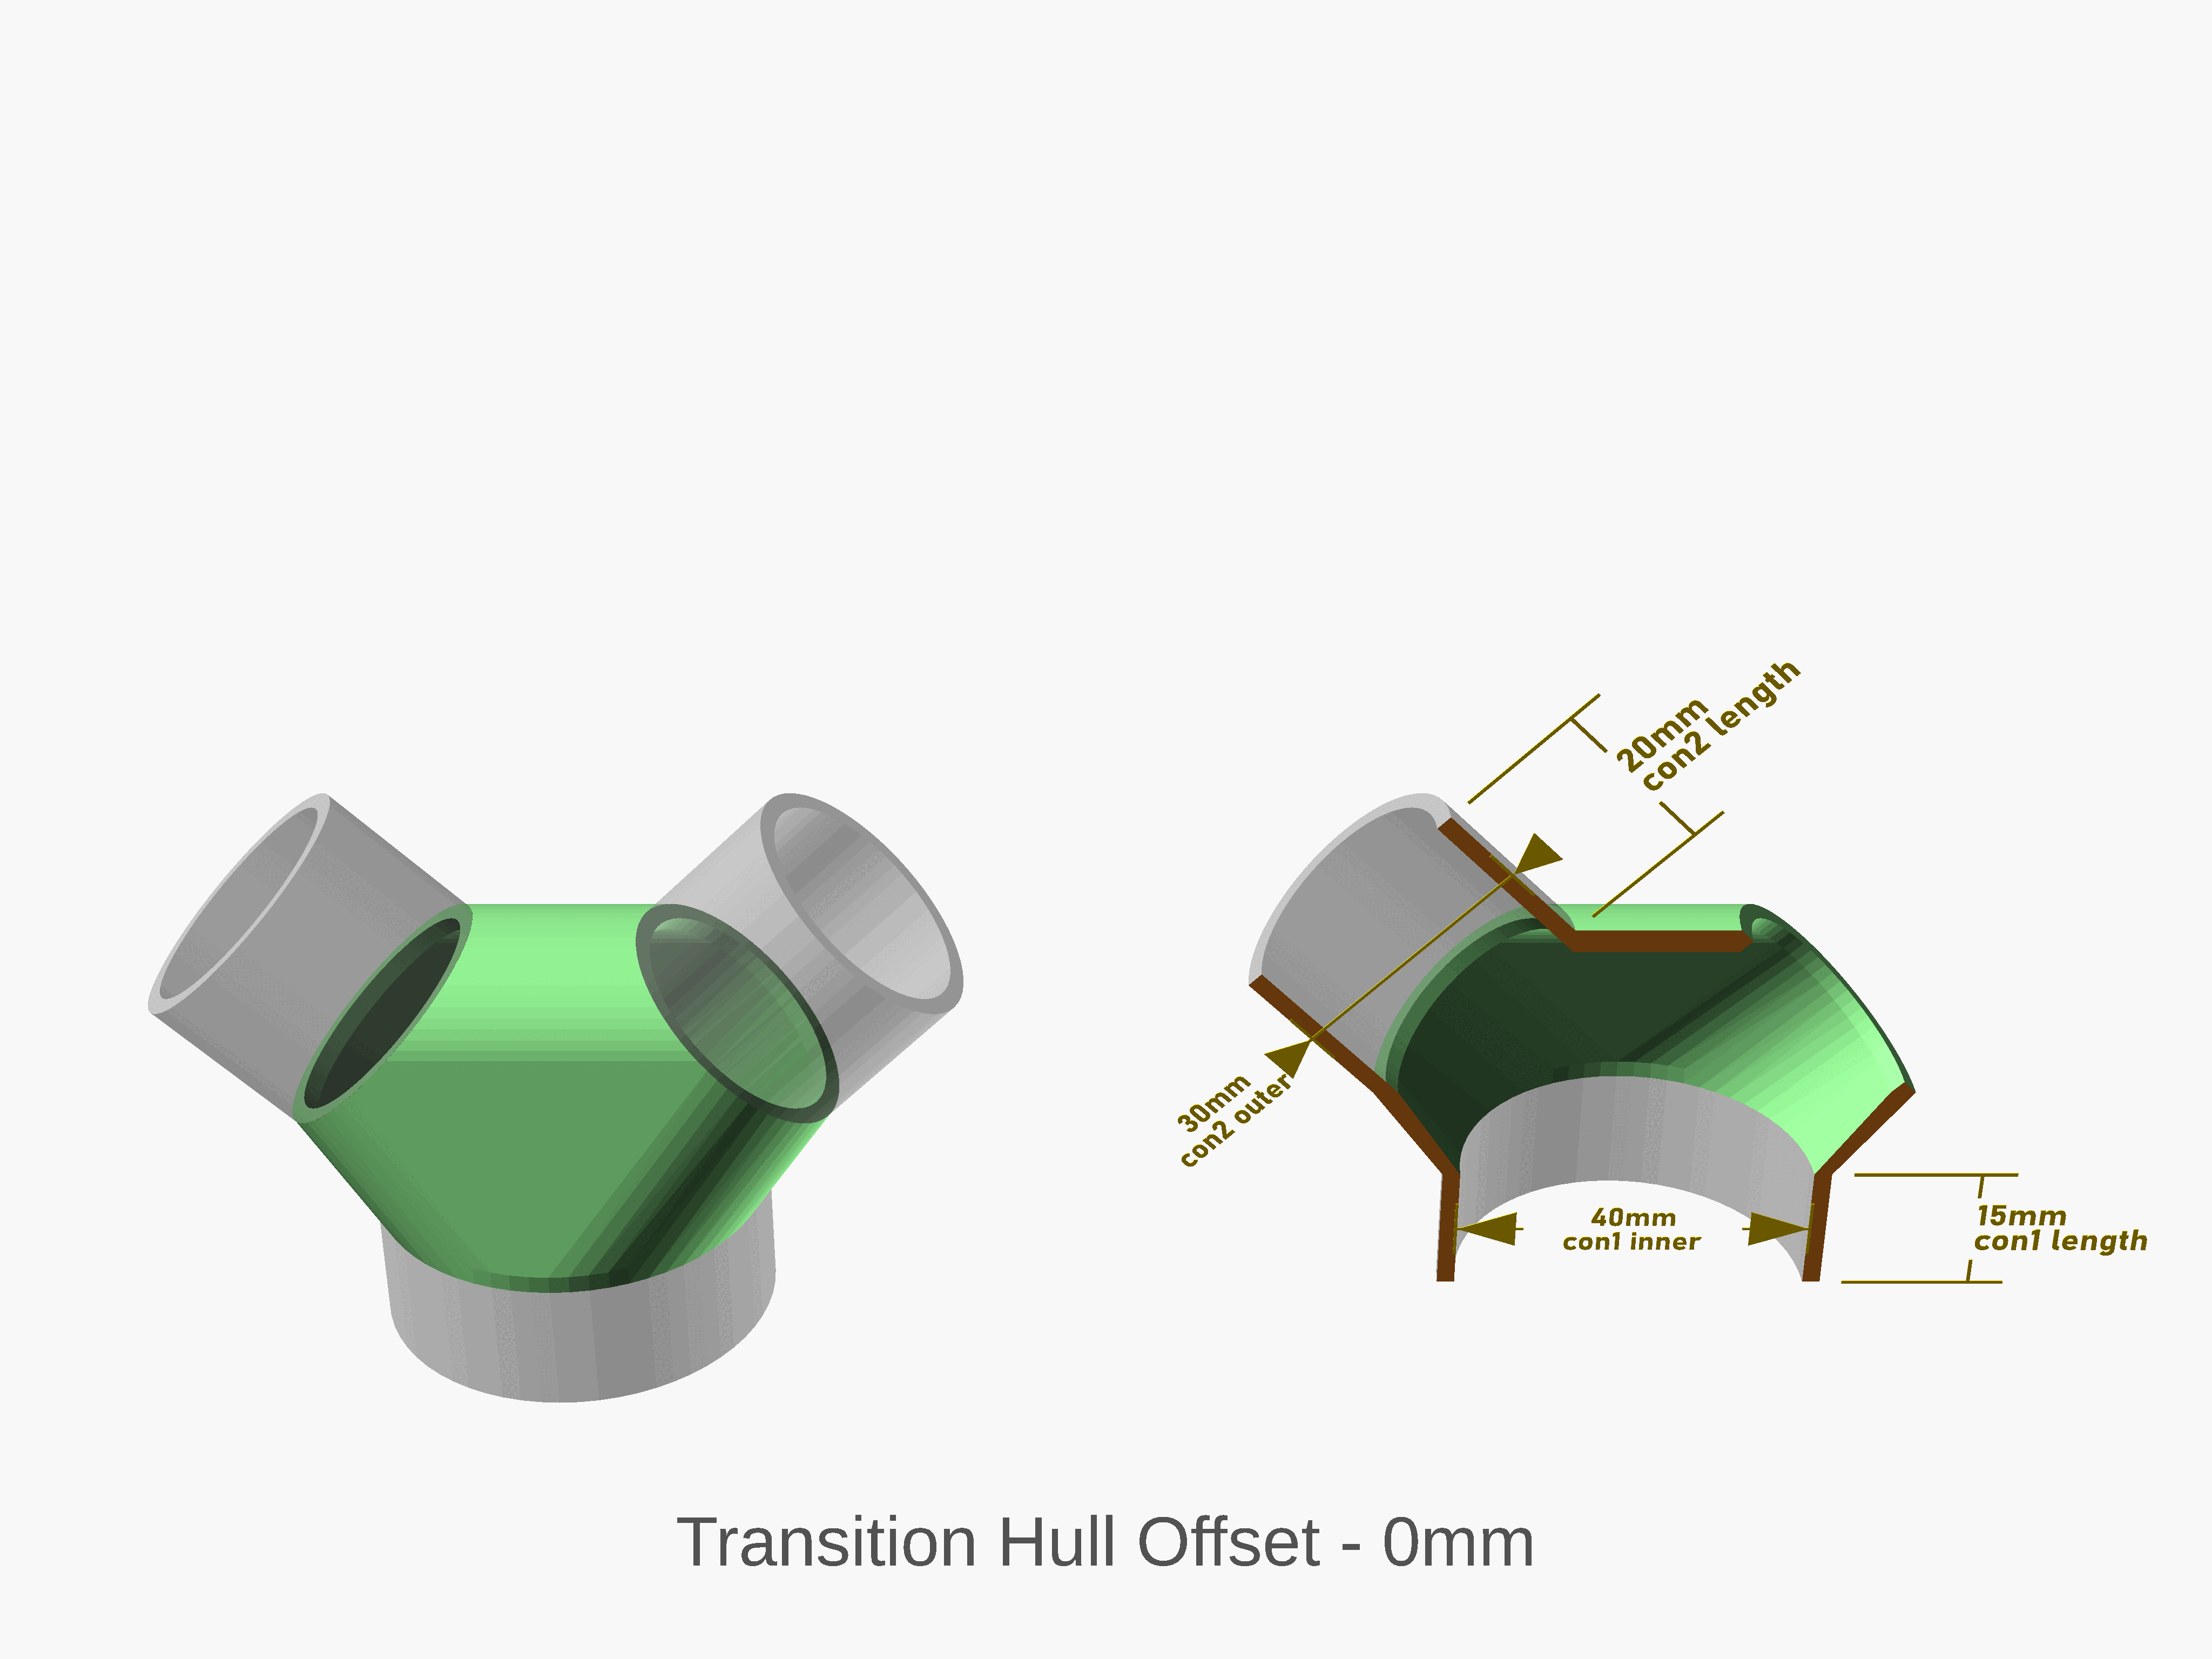 20mm
con2 length
30mm
con2 outer
40mm
con1 inner
15mm
con1 length
Transition Hull Offset - 0mm